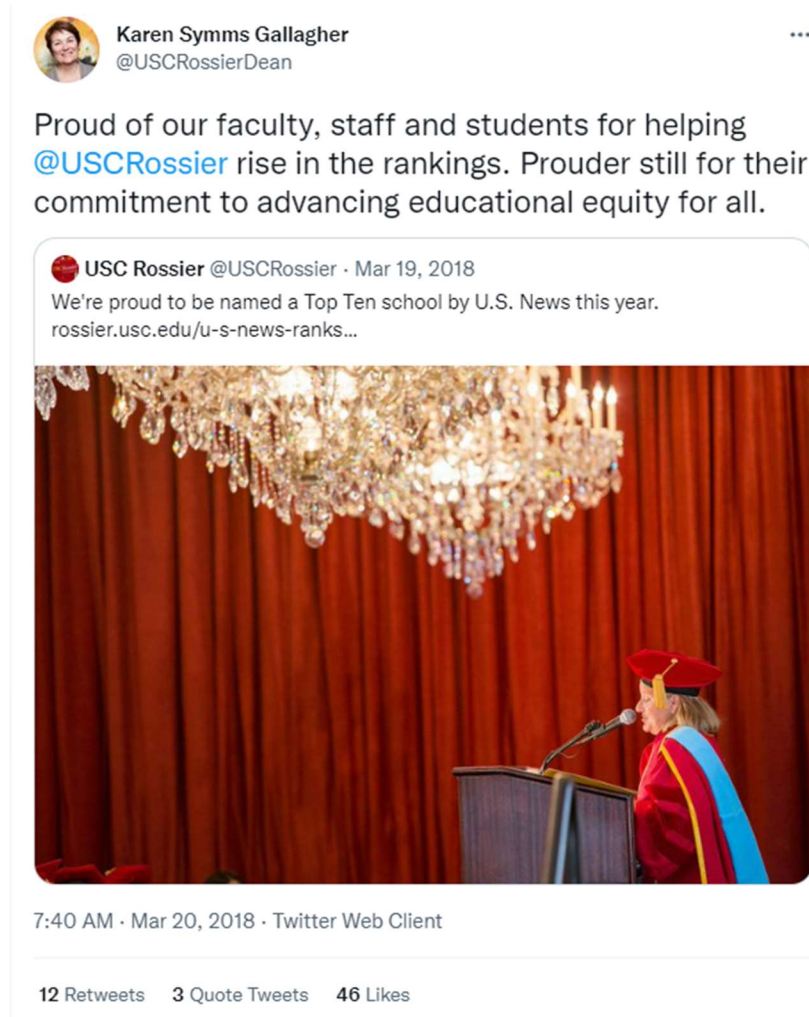 Karen Symms Gallagher
@USCRossierDean
Proud of our faculty, staff and students for helping
@USCRossier rise in the rankings. Prouder still for their
commitment to advancing educational equity for all.
USC Rossier @USCRossier · Mar 19, 2018
We're proud to be named a Top Ten school by U.S. News this year.
rossier.usc.edu/u-s-news-ranks...
7:40 AM · Mar 20, 2018 · Twitter Web Client
12 Retweets 3 Quote Tweets 46 Likes